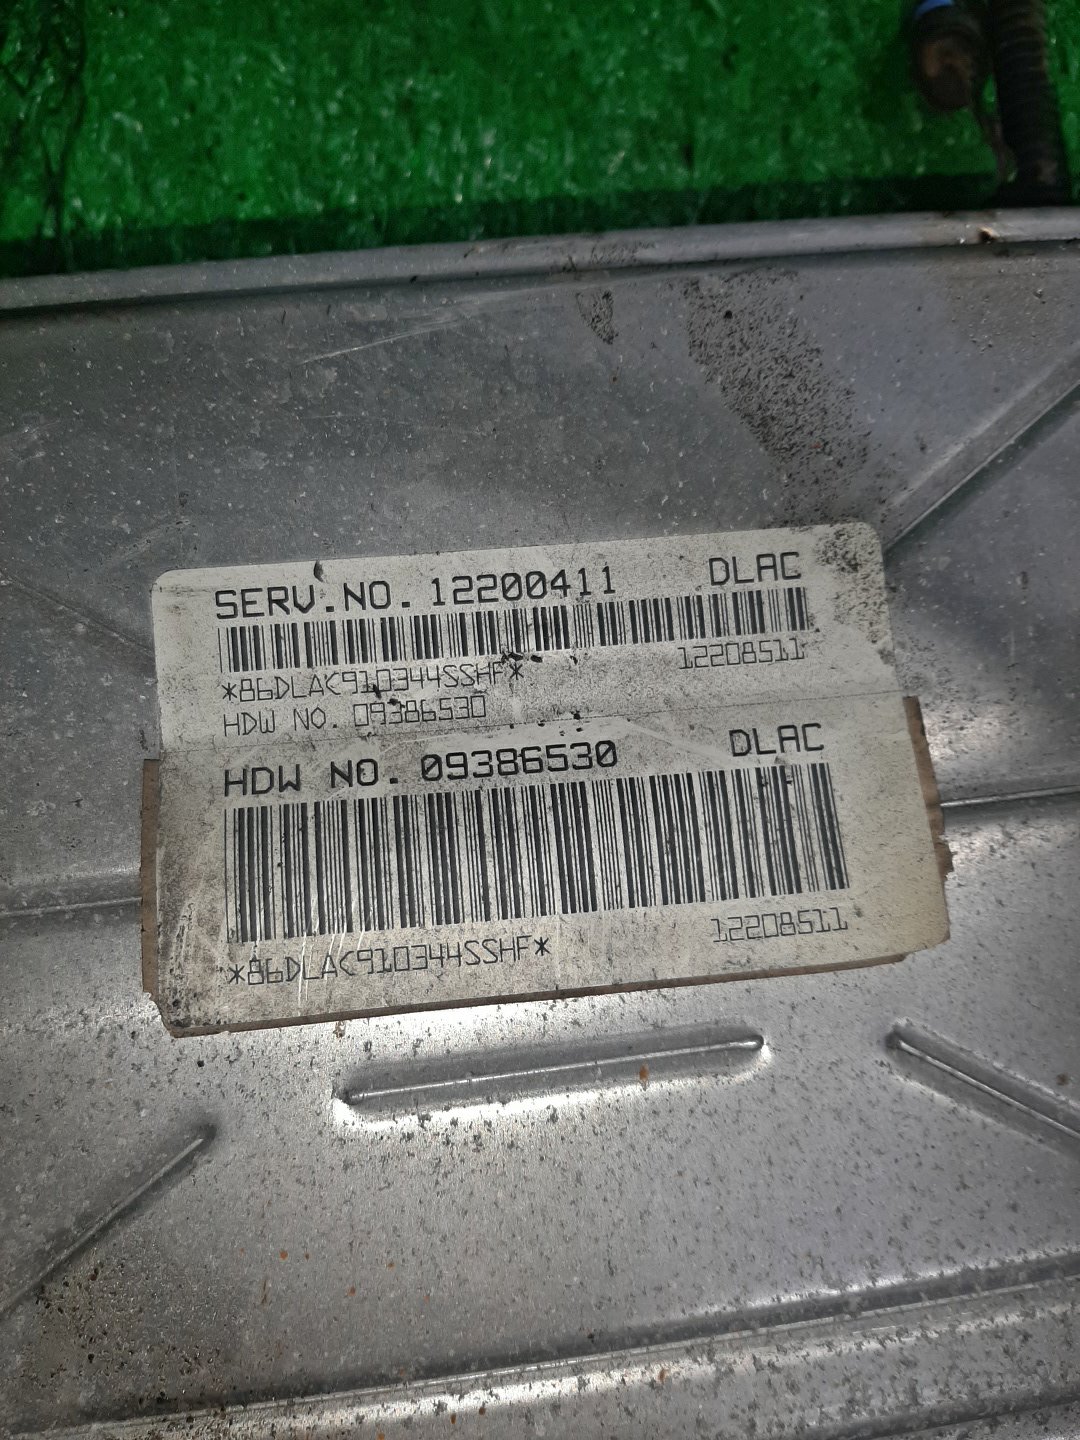 SERV.NO. 12200411 DLAC
12208511
*86DLAC910344SSHF*
HDW NO. 09386530
HDW NO. 09386530 DLAC
12208511
*86DLAC910344SSHF*